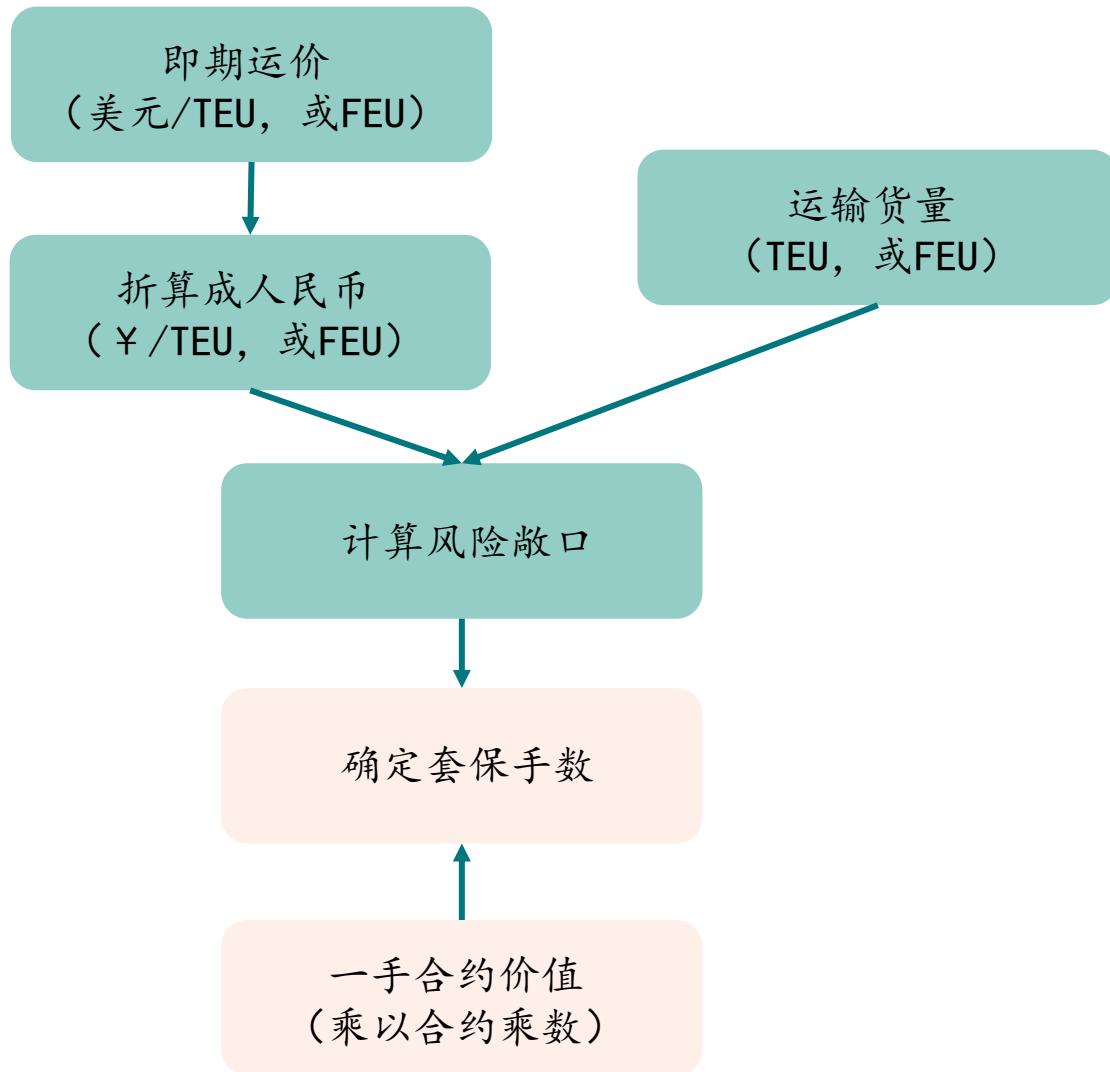 即期运价
（美元/TEU，或FEU）
运输货量
（TEU，或FEU）
折算成人民币
（￥/TEU，或FEU）
计算风险敞口
确定套保手数
一手合约价值
（乘以合约乘数）